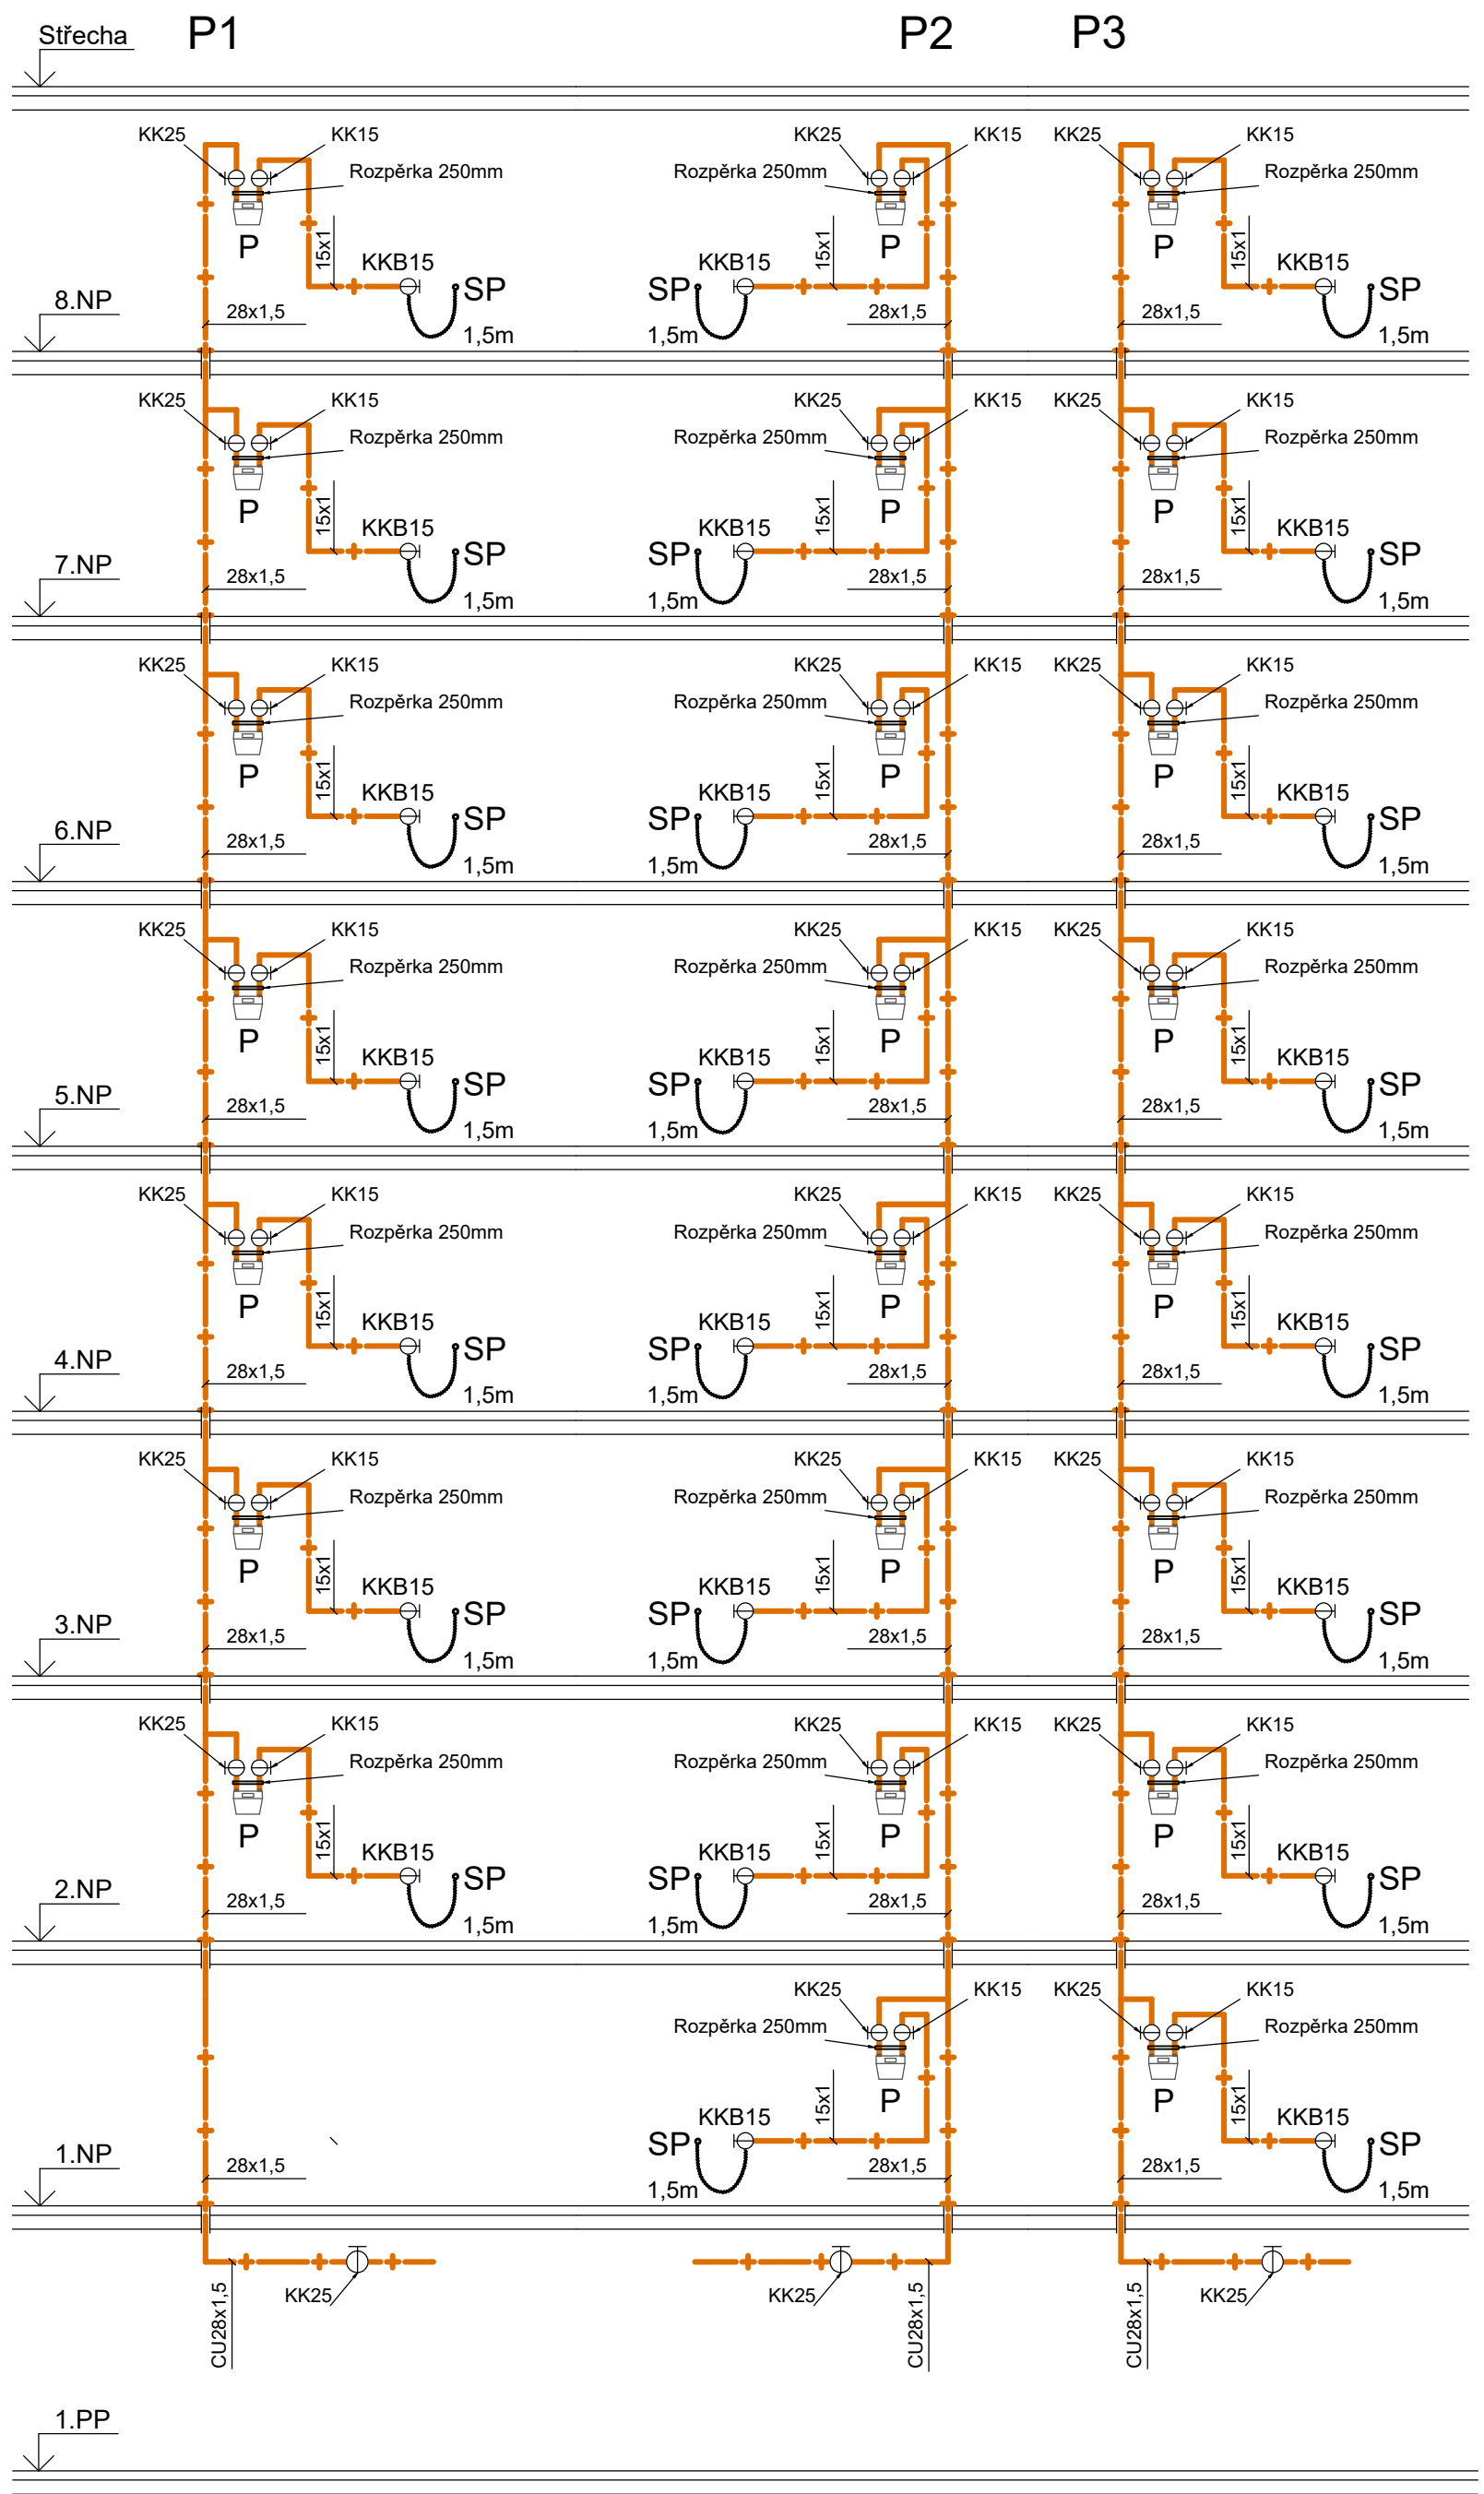 Střecha P1 P2 P3
KK25 KK15 KK25 KK15 KK25 KK15
Rozpěrka 250mm Rozpěrka 250mm Rozpěrka 250mm
P P P
15x1 15x1 15x1
KKB15 KKB15 KKB15
SP SP SP
8.NP 28x1,5 28x1,5 28x1,5
1,5m 1,5m 1,5m
KK25 KK15 KK25 KK15 KK25 KK15
Rozpěrka 250mm Rozpěrka 250mm Rozpěrka 250mm
P P P
15x1 15x1 15x1
KKB15 KKB15 KKB15
SP SP SP
7.NP 28x1,5 28x1,5 28x1,5
1,5m 1,5m 1,5m
KK25 KK15 KK25 KK15 KK25 KK15
Rozpěrka 250mm Rozpěrka 250mm Rozpěrka 250mm
P P P
15x1 15x1 15x1
KKB15 KKB15 KKB15
SP SP SP
6.NP 28x1,5 28x1,5 28x1,5
1,5m 1,5m 1,5m
KK25 KK15 KK25 KK15 KK25 KK15
Rozpěrka 250mm Rozpěrka 250mm Rozpěrka 250mm
P P P
15x1 15x1 15x1
KKB15 KKB15 KKB15
SP SP SP
5.NP 28x1,5 28x1,5 28x1,5
1,5m 1,5m 1,5m
KK25 KK15 KK25 KK15 KK25 KK15
Rozpěrka 250mm Rozpěrka 250mm Rozpěrka 250mm
P P P
15x1 15x1 15x1
KKB15 KKB15 KKB15
SP SP SP
4.NP 28x1,5 28x1,5 28x1,5
1,5m 1,5m 1,5m
KK25 KK15 KK25 KK15 KK25 KK15
Rozpěrka 250mm Rozpěrka 250mm Rozpěrka 250mm
P P P
15x1 15x1 15x1
KKB15 KKB15 KKB15
SP SP SP
3.NP 28x1,5 28x1,5 28x1,5
1,5m 1,5m 1,5m
KK25 KK15 KK25 KK15 KK25 KK15
Rozpěrka 250mm Rozpěrka 250mm Rozpěrka 250mm
P P P
15x1 15x1 15x1
KKB15 KKB15 KKB15
SP SP SP
2.NP 28x1,5 28x1,5 28x1,5
1,5m 1,5m 1,5m
KK25 KK15 KK25 KK15
Rozpěrka 250mm Rozpěrka 250mm
P P
15x1 15x1
KKB15 KKB15
SP SP
1.NP 28x1,5 28x1,5 28x1,5
1,5m 1,5m
KK25 KK25 KK25
CU28x1,5 CU28x1,5 CU28x1,5
1.PP